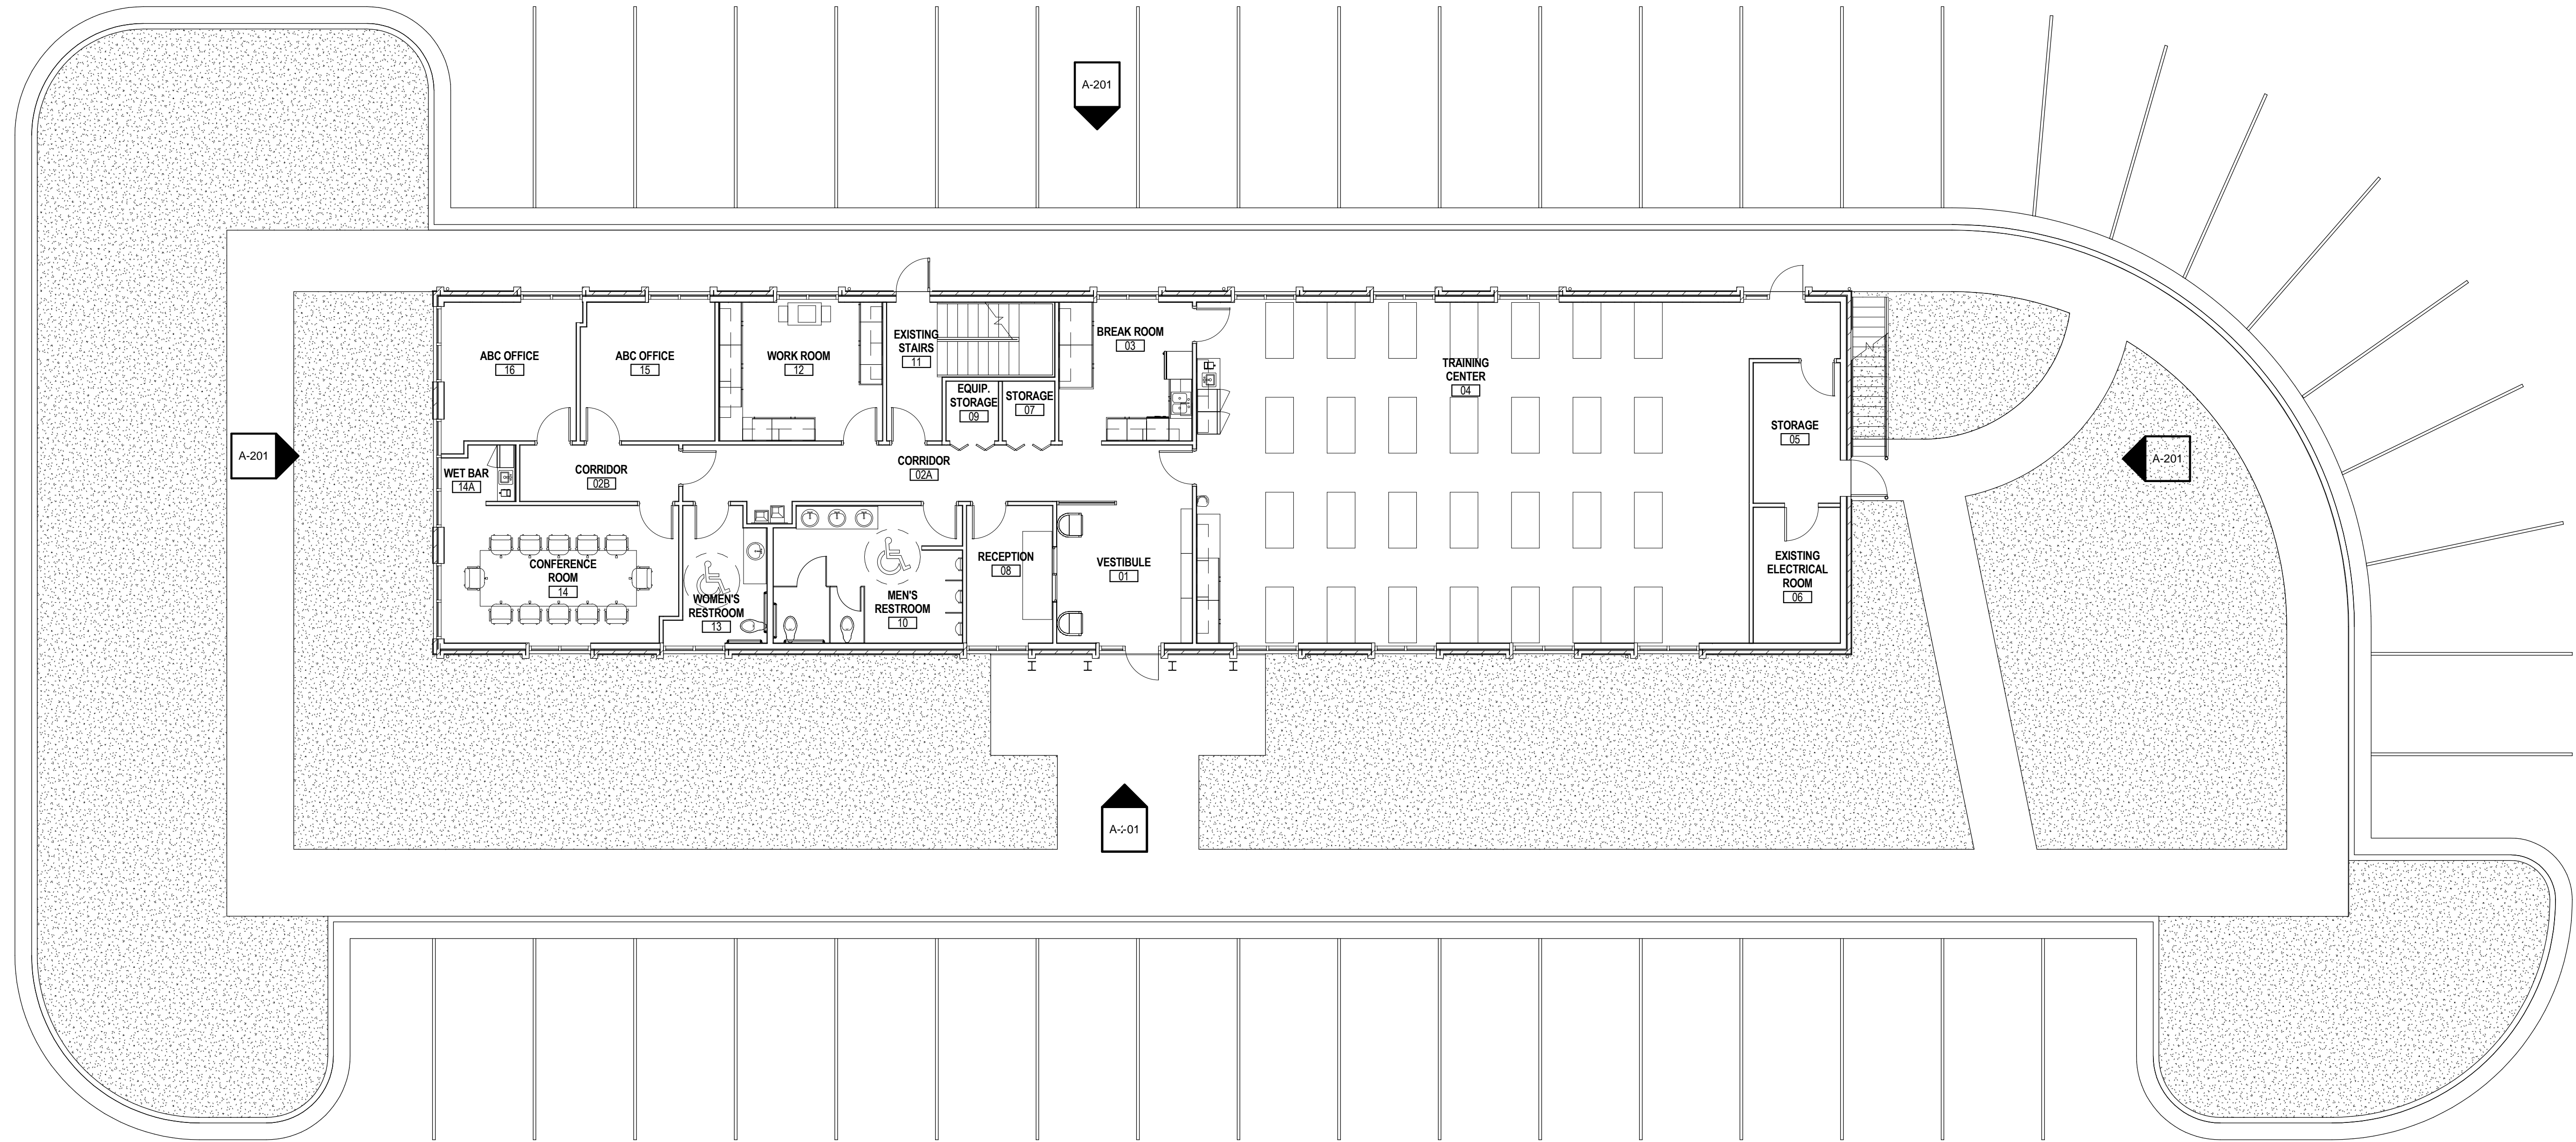 A-201
EXISTING
STAIRS
11
BREAK ROOM
03
ABC OFFICE
16
ABC OFFICE
15
WORK ROOM
12
TRAINING
CENTER
04
EQUIP.
STORAGE
09
STORAGE
07
STORAGE
05
A-201
A-201
CORRIDOR
02A
CORRIDOR
02B
WET BAR
14A
CONFERENCE
ROOM
14
WOMEN'S
RESTROOM
13
MEN'S
RESTROOM
10
RECEPTION
08
VESTIBULE
01
EXISTING
ELECTRICAL
ROOM
06